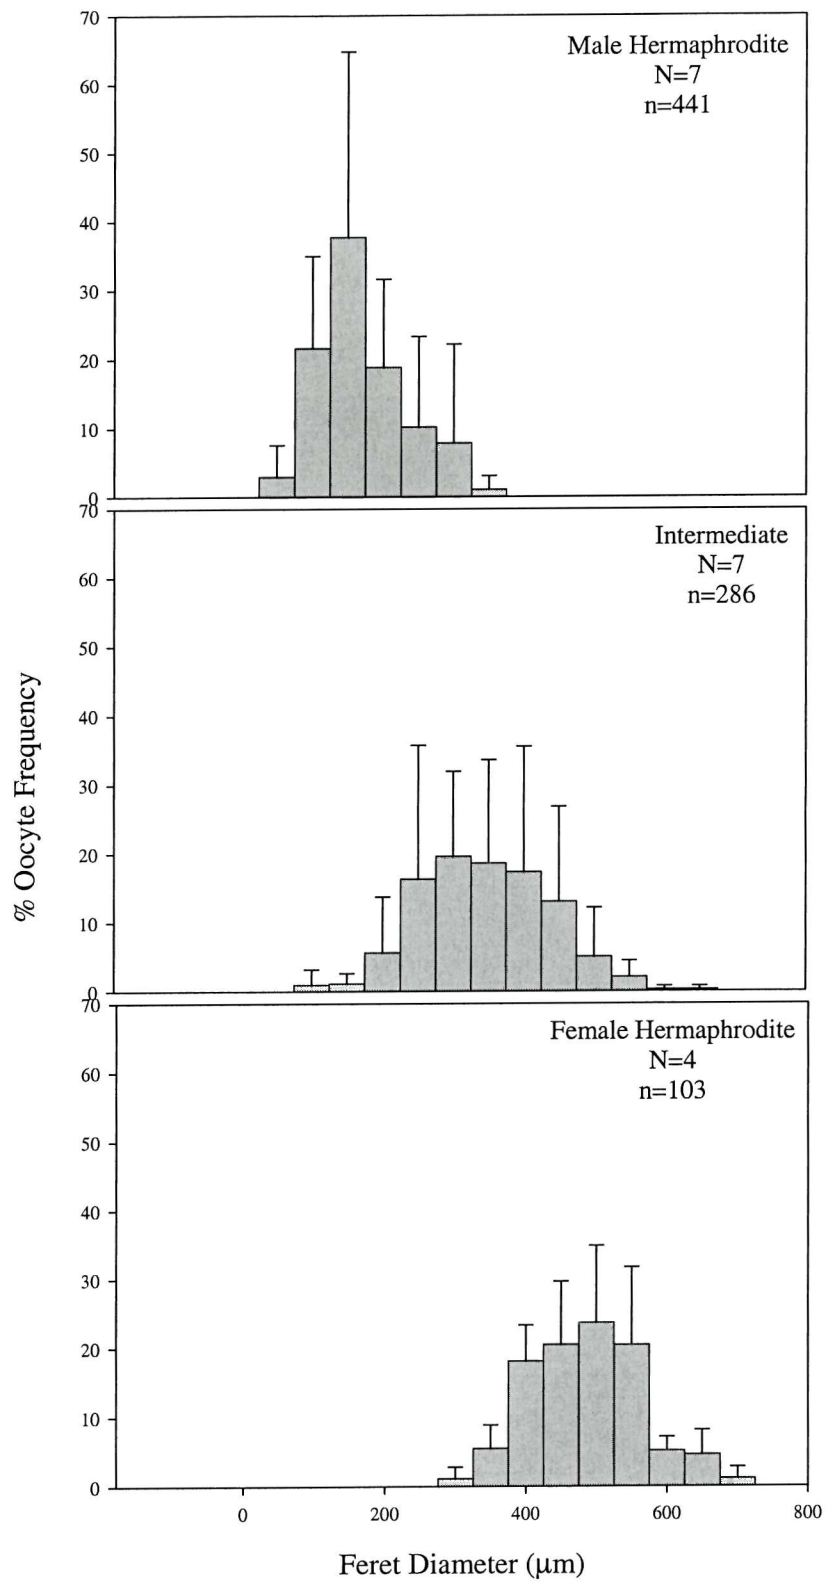 70
60
50
40
30
20
10
0
Male Hermaphrodite
N=7
n=441
70
60
50
40
30
20
10
0
Intermediate
N=7
n=286
% Oocyte Frequency
70
60
50
40
30
20
10
0
Female Hermaphrodite
N=4
n=103
0 200 400 600 800
Feret Diameter (μm)